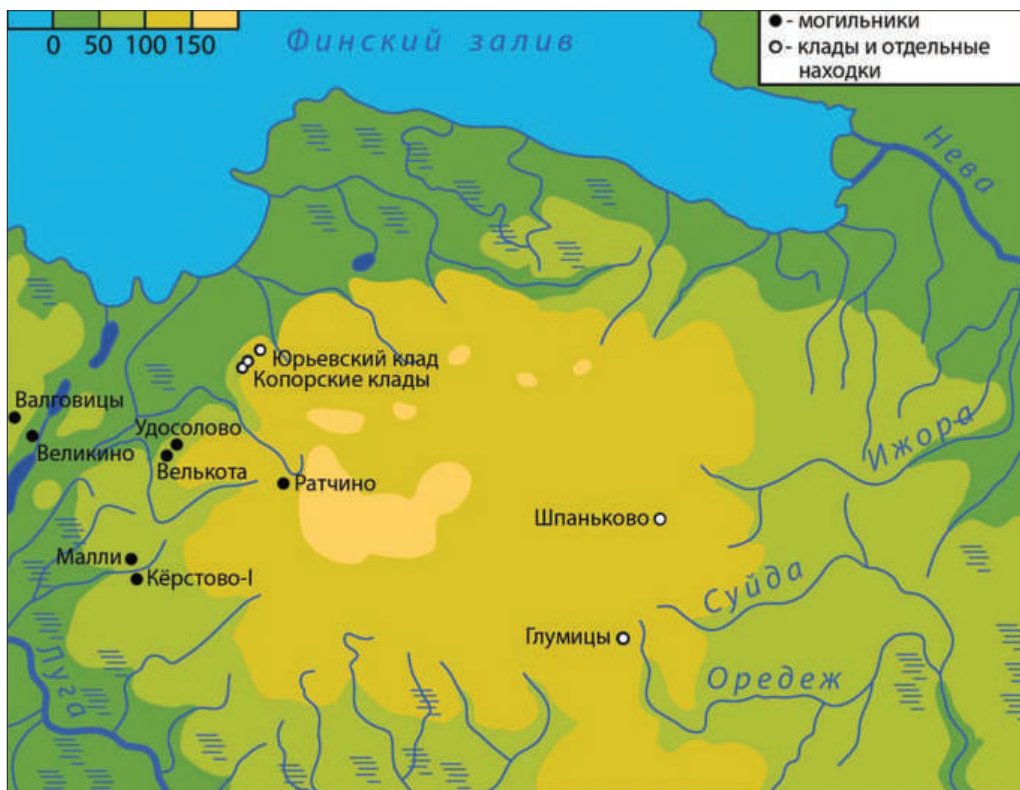 0 50 100 150
Финский залив
- могильники
- клады и отдельные
находки
Нева
Юрьевский клад
Копорские клады
Валговицы
Удосолово
Великино
Велькота
Ижора
Ратчино
Шпаньково
Малли
Кёрстово-I
Суйда
Глумицы
Луга
Оредеж